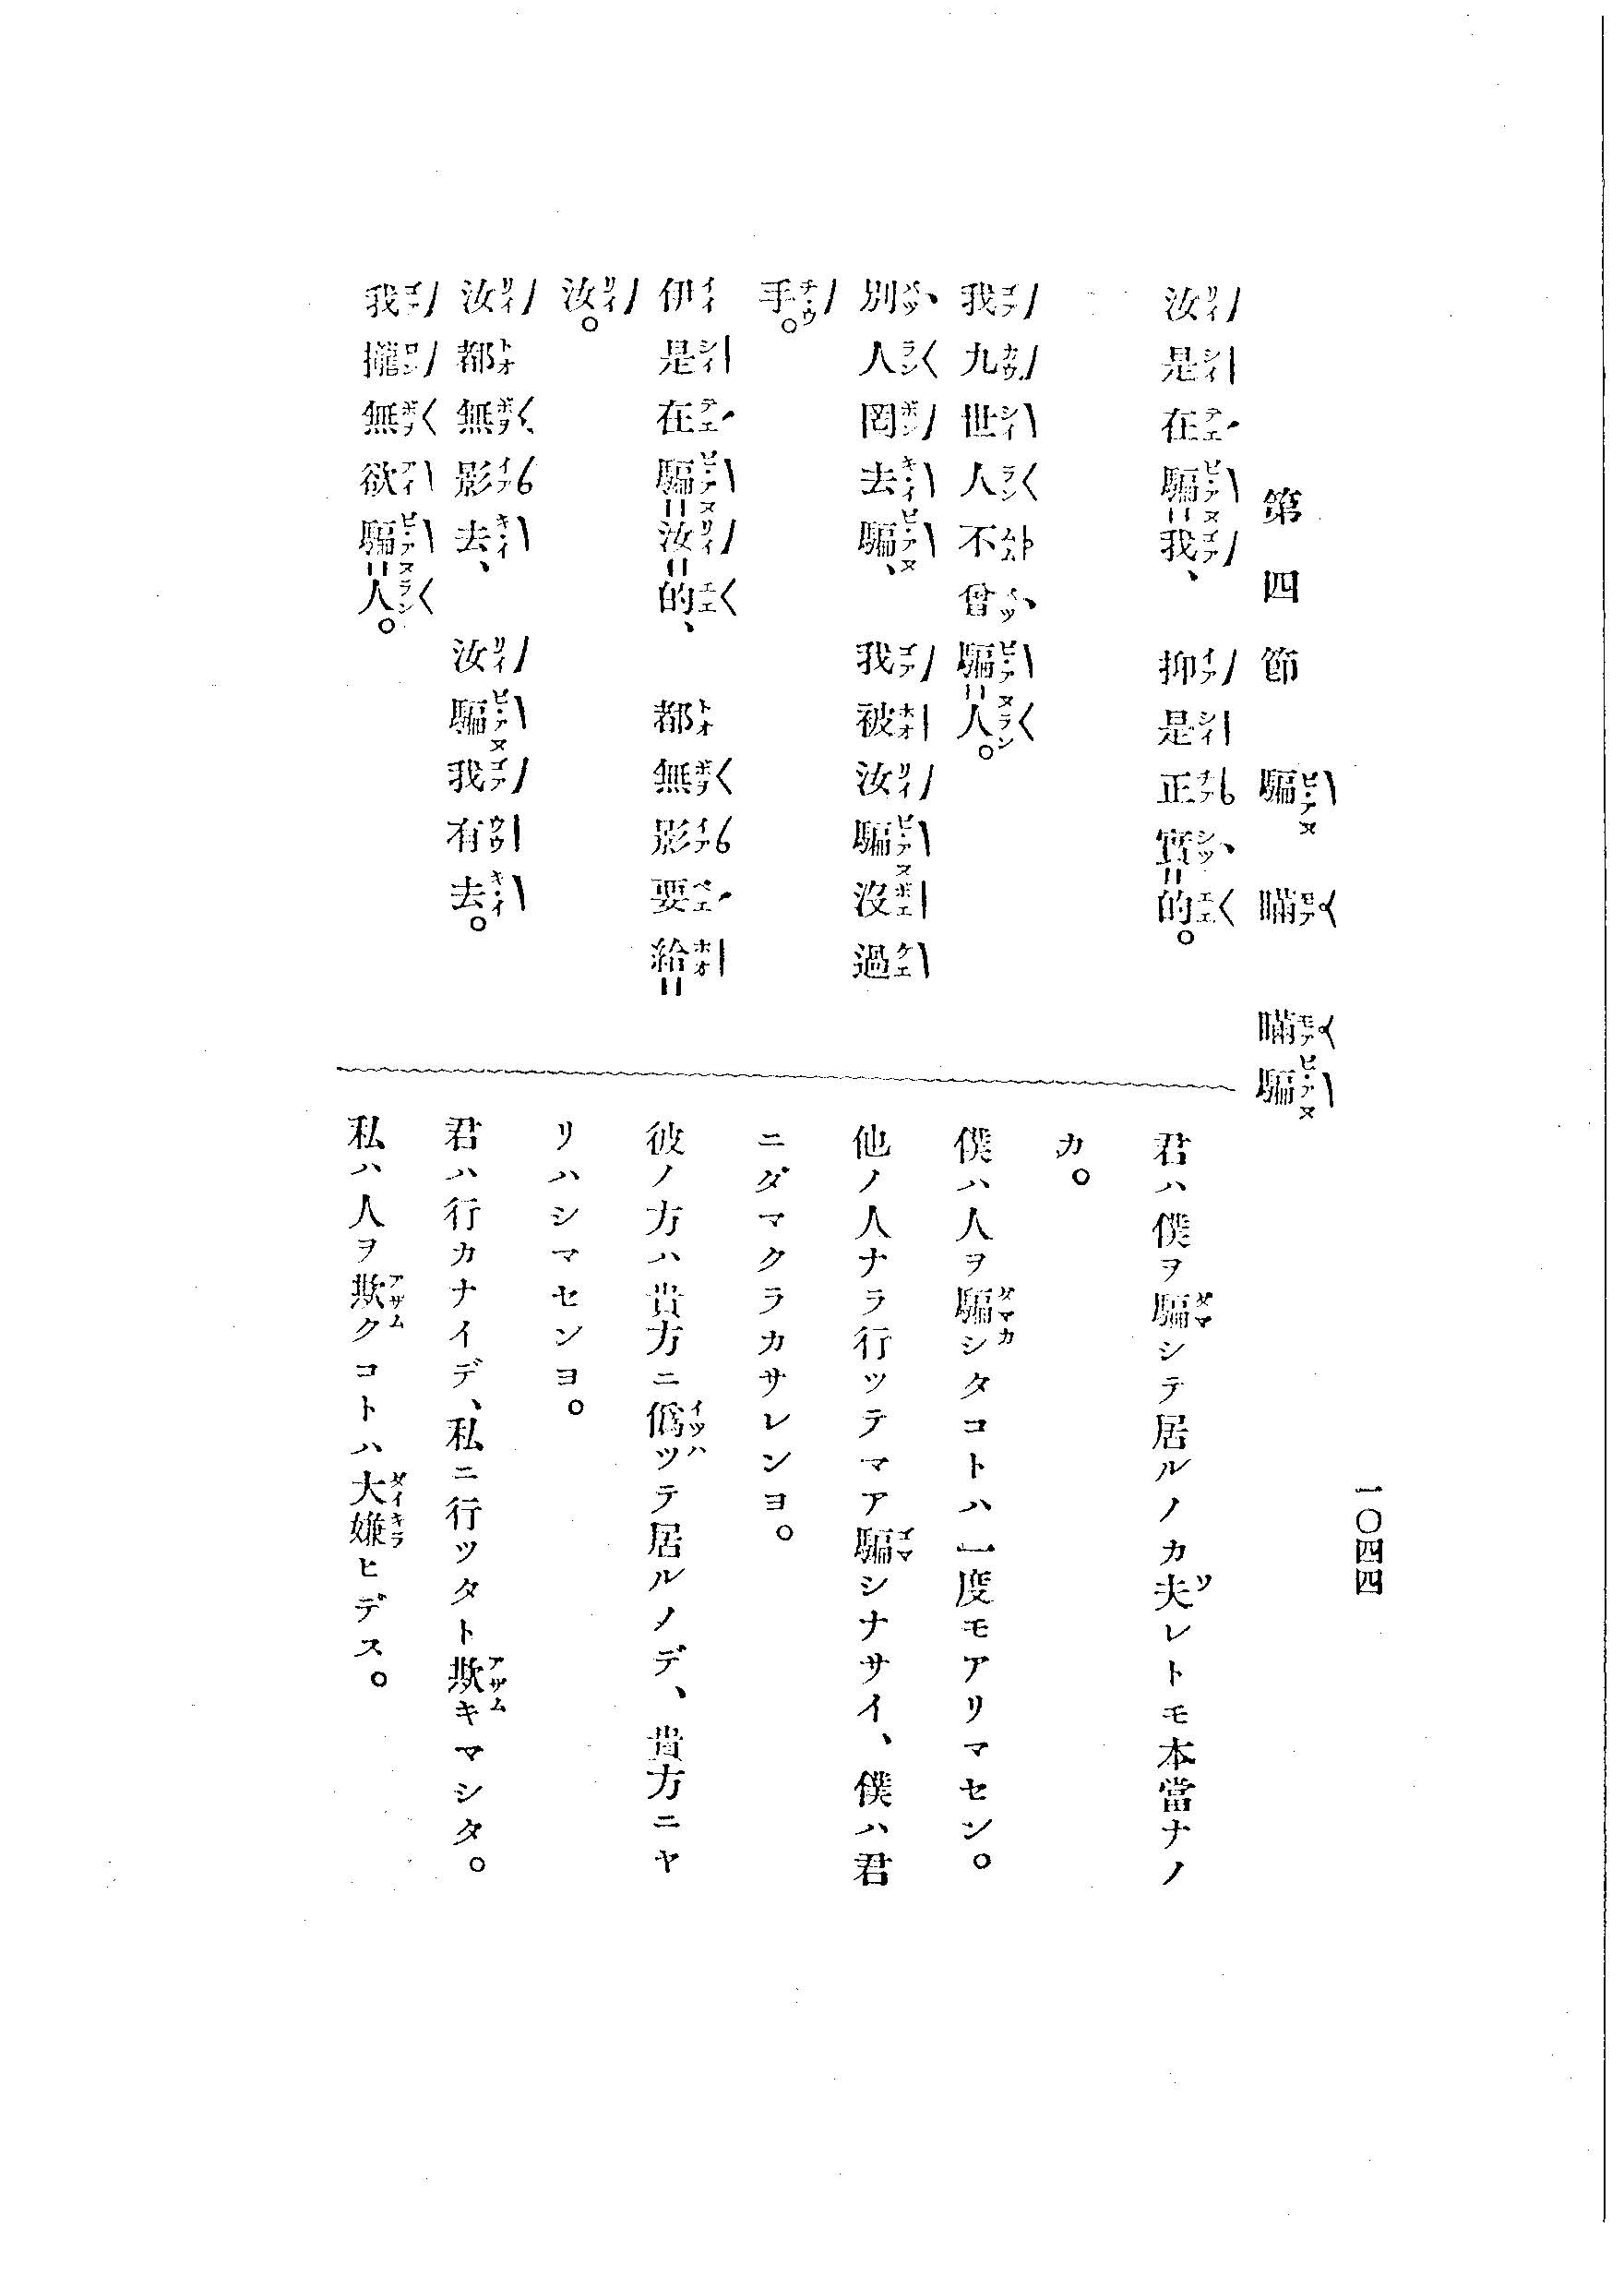 一〇四四
第四節 騙 瞞 瞞騙
汝是在騙=我、 抑是正實=的。
我九世人不曾騙=人。
別人罔去騙、 我被汝騙沒過
手。
伊是在騙=汝=的、 都無影要給=
汝。
汝都無影去、 汝騙我有去。
我攏無欲騙=人。
君ハ僕ヲ騙シテ居ルノカ夫レトモ本當ナノ
カ。
僕ハ人ヲ騙シタコトハ一度モアリマセン。
他ノ人ナラ行ッテマア騙シナサイ、僕ハ君
ニダマクラカサレンヨ。
彼ノ方ハ貴方ニ僞ッテ居ルノデ、貴方ニヤ
リハシマセンヨ。
君ハ行カナイデ、私ニ行ッタト欺キマシタ。
私ハ人ヲ欺クコトハ大嫌ヒデス。